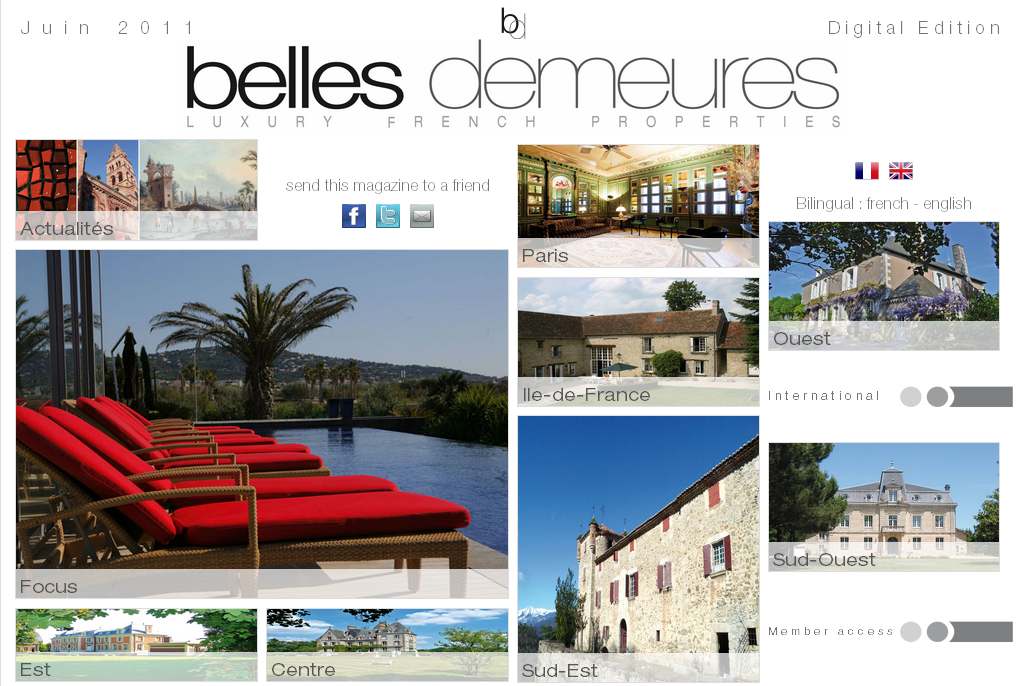 Juin 2011
bd
Digital Edition
belles demeures
LUXURY FRENCH PROPERTIES
Actualités
send this magazine to a friend
f
t
Paris
Bilingual : french - english
Ouest
Ile-de-France
International
Focus
Sud-Ouest
Est
Centre
Sud-Est
Member access